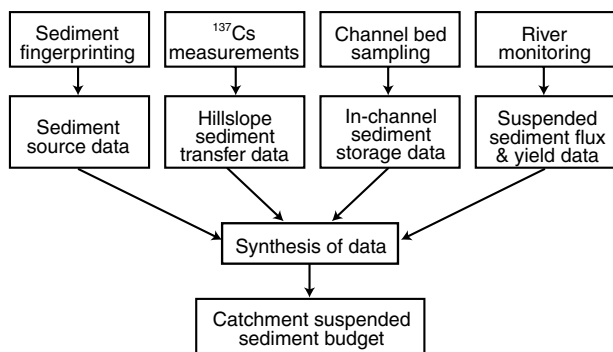 Sediment
fingerprinting
¹³⁷Cs
measurements
Channel bed
sampling
River
monitoring
Sediment
source data
Hillslope
sediment
transfer data
In-channel
sediment
storage data
Suspended
sediment flux
& yield data
Synthesis of data
Catchment suspended
sediment budget